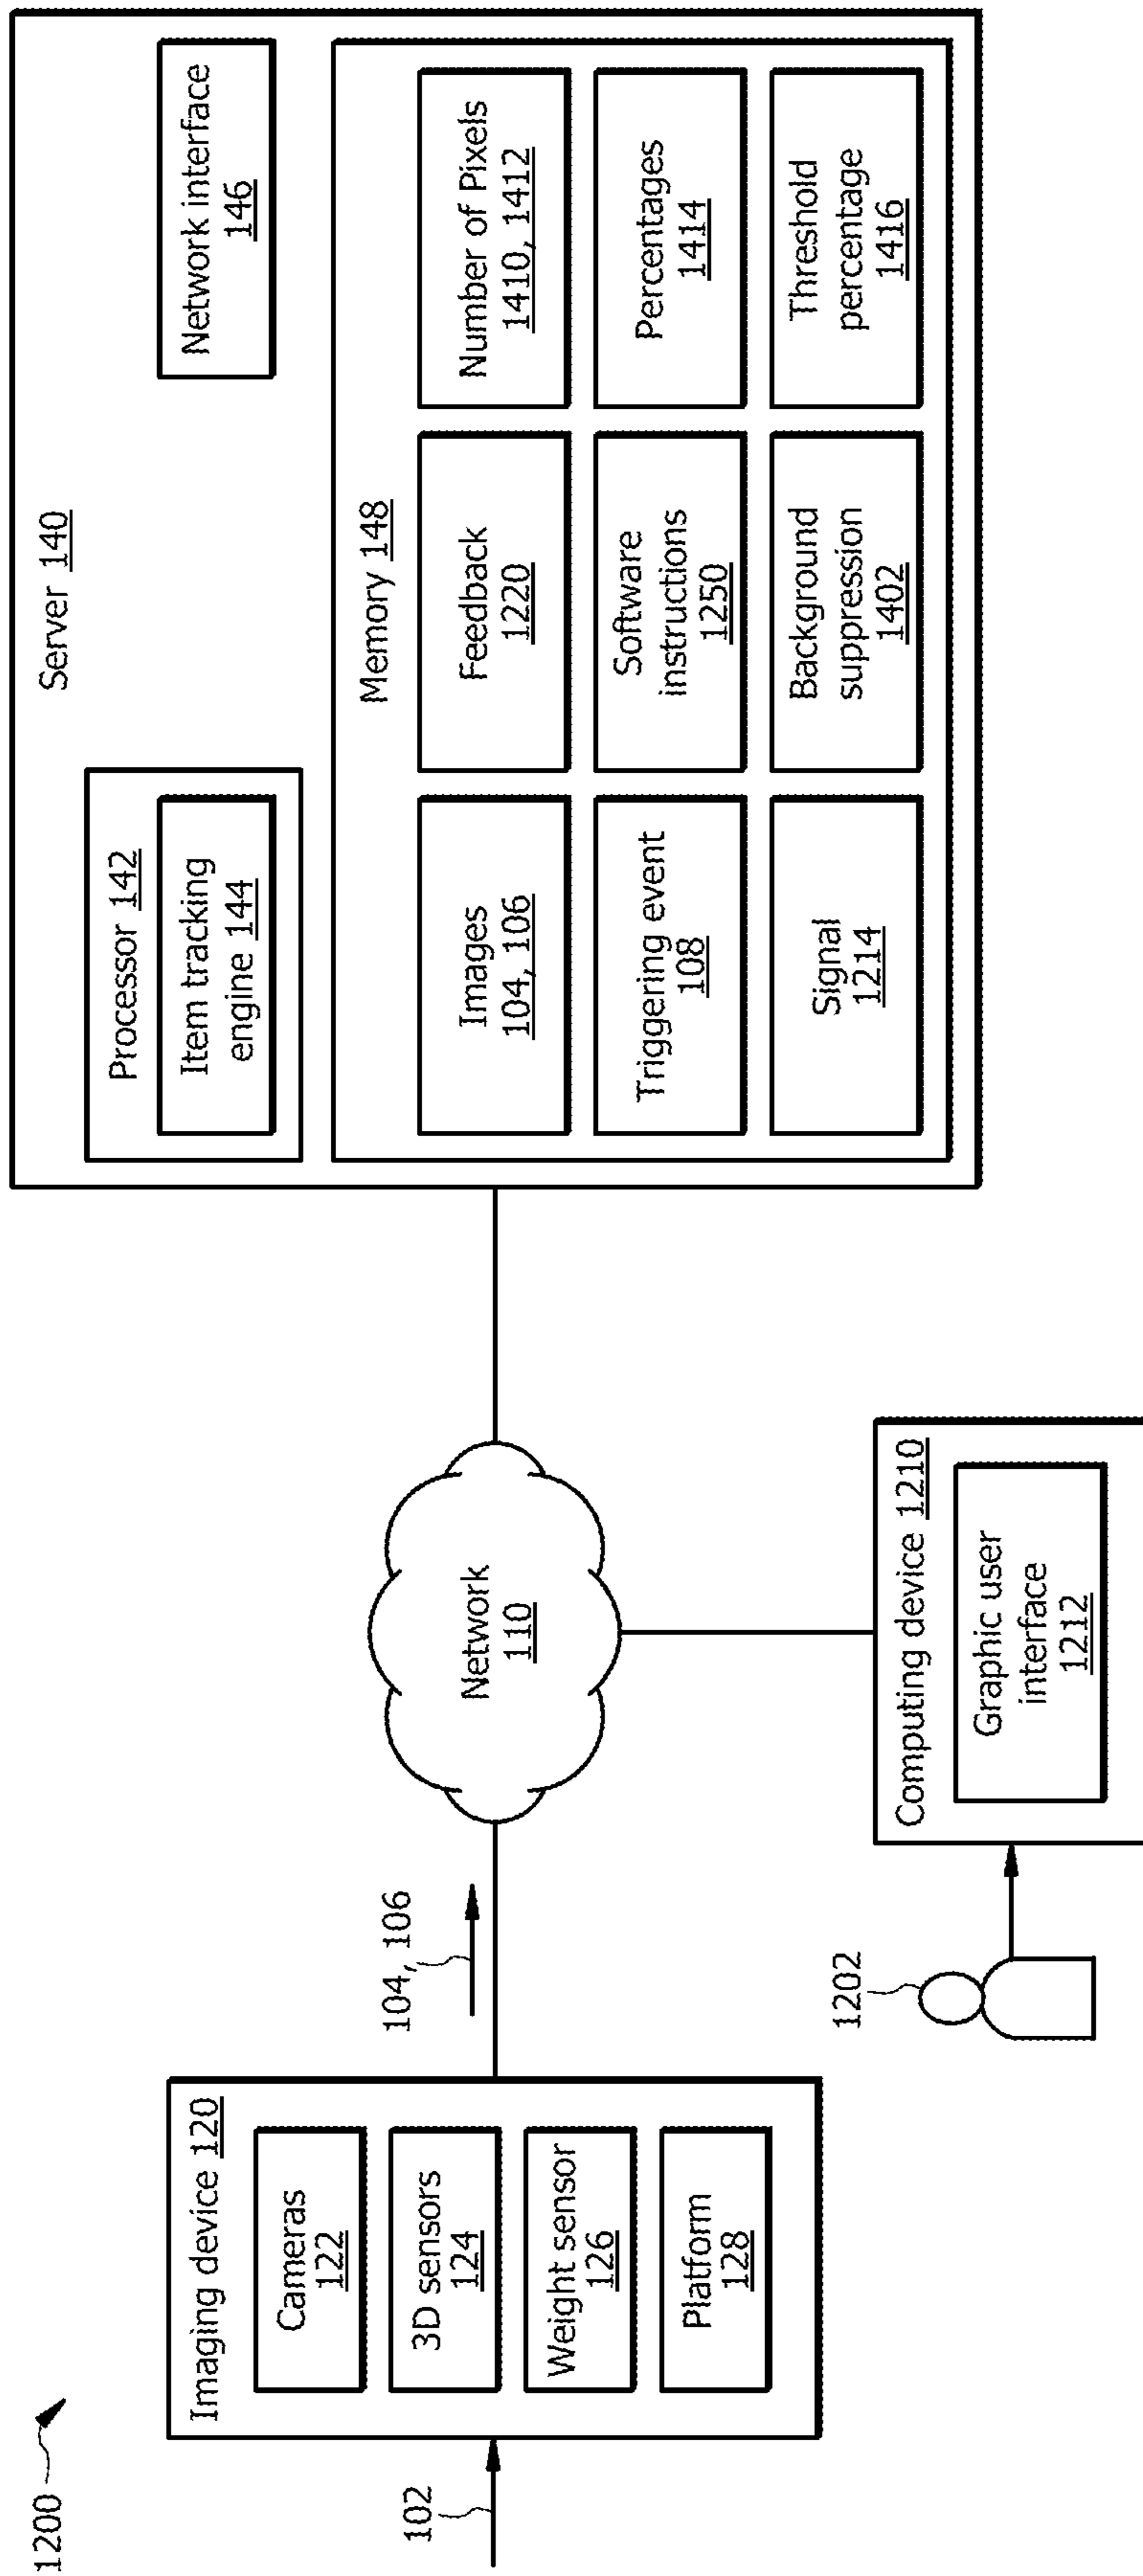 1200
102
Imaging device 120
Cameras
122
3D sensors
124
Weight sensor
126
Platform
128
104, 106
Network
110
1202
Computing device 1210
Graphic user
interface
1212
Server 140
Processor 142
Item tracking
engine 144
Network interface
146
Memory 148
Images
104, 106
Feedback
1220
Number of Pixels
1410, 1412
Triggering event
108
Software
instructions
1250
Percentages
1414
Signal
1214
Background
suppression
1402
Threshold
percentage
1416